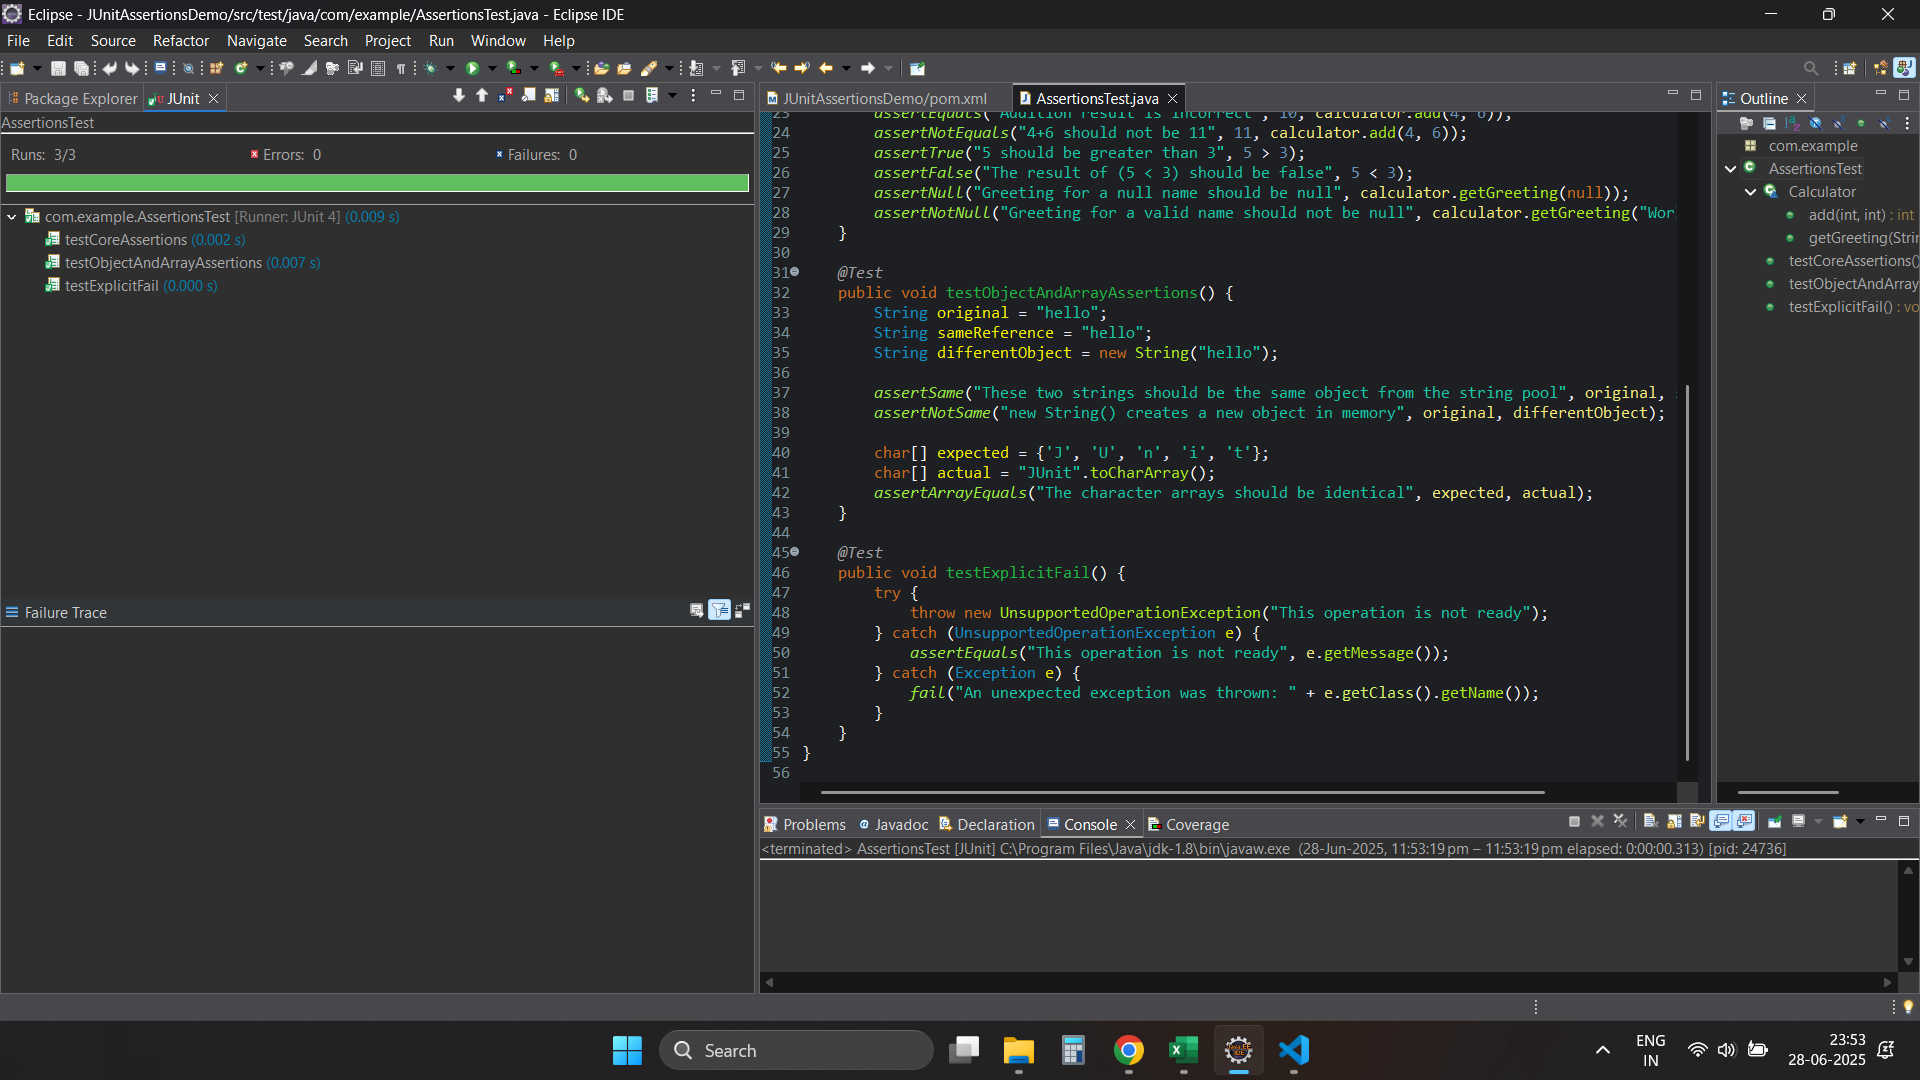 Eclipse - JUnitAssertionsDemo/src/test/java/com/example/AssertionsTest.java - Eclipse IDE
File Edit Source Refactor Navigate Search Project Run Window Help
Package Explorer JUnit
AssertionsTest
Runs: 3/3 Errors: 0 Failures: 0
com.example.AssertionsTest [Runner: JUnit 4] (0.009 s)
testCoreAssertions (0.002 s)
testObjectAndArrayAssertions (0.007 s)
testExplicitFail (0.000 s)
Failure Trace
JUnitAssertionsDemo/pom.xml AssertionsTest.java
23 assertEquals("Addition result is incorrect", 10, calculator.add(4, 6));
24 assertNotEquals("4+6 should not be 11", 11, calculator.add(4, 6));
25 assertTrue("5 should be greater than 3", 5 > 3);
26 assertFalse("The result of (5 < 3) should be false", 5 < 3);
27 assertNull("Greeting for a null name should be null", calculator.getGreeting(null));
28 assertNotNull("Greeting for a valid name should not be null", calculator.getGreeting("Wor
29 }
30
31 @Test
32 public void testObjectAndArrayAssertions() {
33 String original = "hello";
34 String sameReference = "hello";
35 String differentObject = new String("hello");
36
37 assertSame("These two strings should be the same object from the string pool", original,
38 assertNotSame("new String() creates a new object in memory", original, differentObject);
39
40 char[] expected = {'J', 'U', 'n', 'i', 't'};
41 char[] actual = "JUnit".toCharArray();
42 assertArrayEquals("The character arrays should be identical", expected, actual);
43 }
44
45 @Test
46 public void testExplicitFail() {
47 try {
48 throw new UnsupportedOperationException("This operation is not ready");
49 } catch (UnsupportedOperationException e) {
50 assertEquals("This operation is not ready", e.getMessage());
51 } catch (Exception e) {
52 fail("An unexpected exception was thrown: " + e.getClass().getName());
53 }
54 }
55 }
56
Outline
com.example
AssertionsTest
Calculator
add(int, int) : int
getGreeting(Strin
testCoreAssertions()
testObjectAndArray
testExplicitFail() : vo
Problems Javadoc Declaration Console Coverage
<terminated> AssertionsTest [JUnit] C:\Program Files\Java\jdk-1.8\bin\javaw.exe (28-Jun-2025, 11:53:19 pm – 11:53:19 pm elapsed: 0:00:00.313) [pid: 24736]
Search
ENG
IN
23:53
28-06-2025